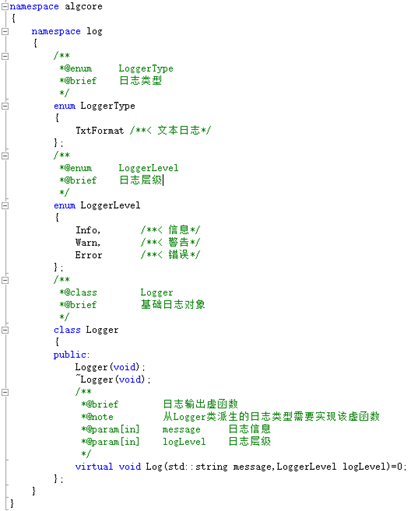 namespace algcore
{
    namespace log
    {
        /**
         *@enum     LoggerType
         *@brief    日志类型
         */
        enum LoggerType
        {
            TxtFormat /**< 文本日志*/
        };
        /**
         *@enum     LoggerLevel
         *@brief    日志层级
         */
        enum LoggerLevel
        {
            Info,       /**< 信息*/
            Warn,       /**< 警告*/
            Error       /**< 错误*/
        };
        /**
         *@class        Logger
         *@brief        基础日志对象
         */
        class Logger
        {
        public:
            Logger(void);
            ~Logger(void);
            /**
             *@brief        日志输出虚函数
             *@note         从Logger类派生的日志类型需要实现该虚函数
             *@param[in]    message     日志信息
             *@param[in]    logLevel    日志层级
             */
            virtual void Log(std::string message,LoggerLevel logLevel)=0;
        };
    }
}